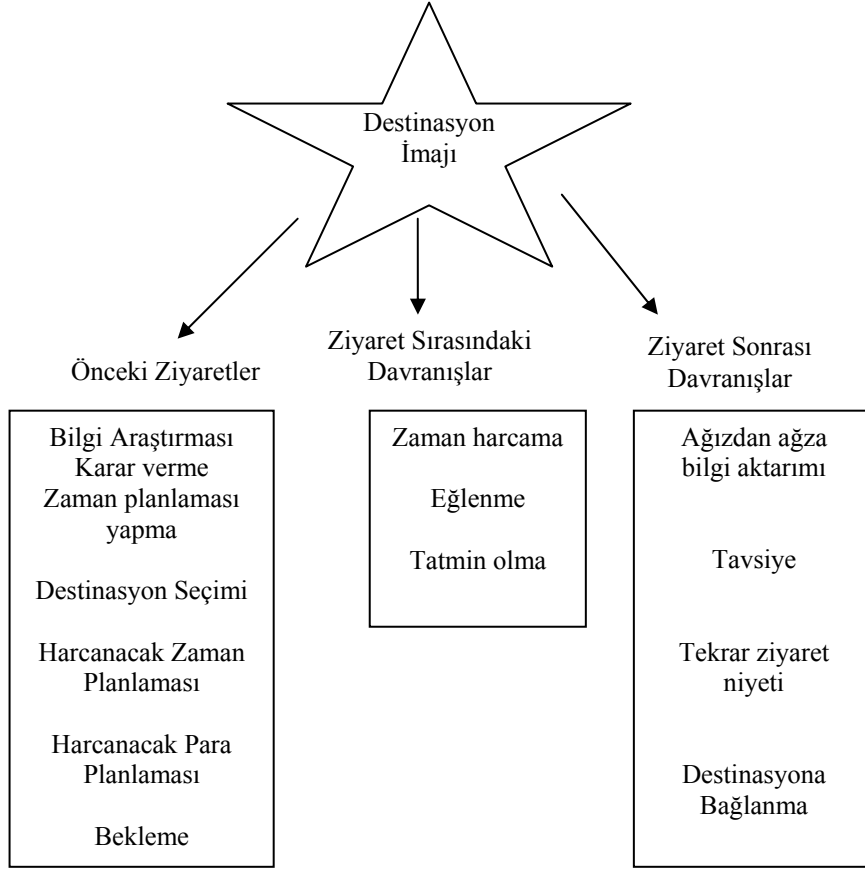 Destinasyon
İmajı
Önceki Ziyaretler
Bilgi Araştırması
Karar verme
Zaman planlaması
yapma
Destinasyon Seçimi
Harcanacak Zaman
Planlaması
Harcanacak Para
Planlaması
Bekleme
Ziyaret Sırasındaki
Davranışlar
Zaman harcama
Eğlenme
Tatmin olma
Ziyaret Sonrası
Davranışlar
Ağızdan ağza
bilgi aktarımı
Tavsiye
Tekrar ziyaret
niyeti
Destinasyona
Bağlanma